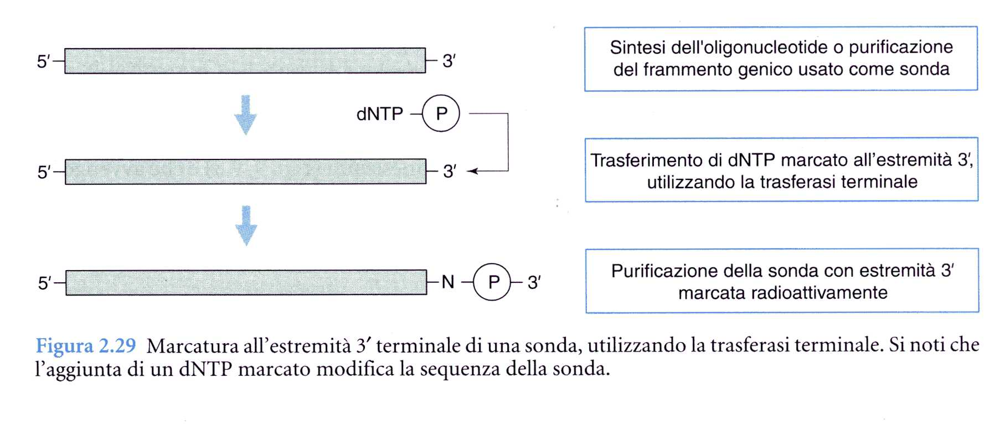 5′
3′
Sintesi dell'oligonucleotide o purificazione
del frammento genico usato come sonda
dNTP
P
5′
3′
Trasferimento di dNTP marcato all'estremità 3′,
utilizzando la trasferasi terminale
5′
N
P
3′
Purificazione della sonda con estremità 3′
marcata radioattivamente
Figura 2.29 Marcatura all'estremità 3′ terminale di una sonda, utilizzando la trasferasi terminale. Si noti che
l'aggiunta di un dNTP marcato modifica la sequenza della sonda.